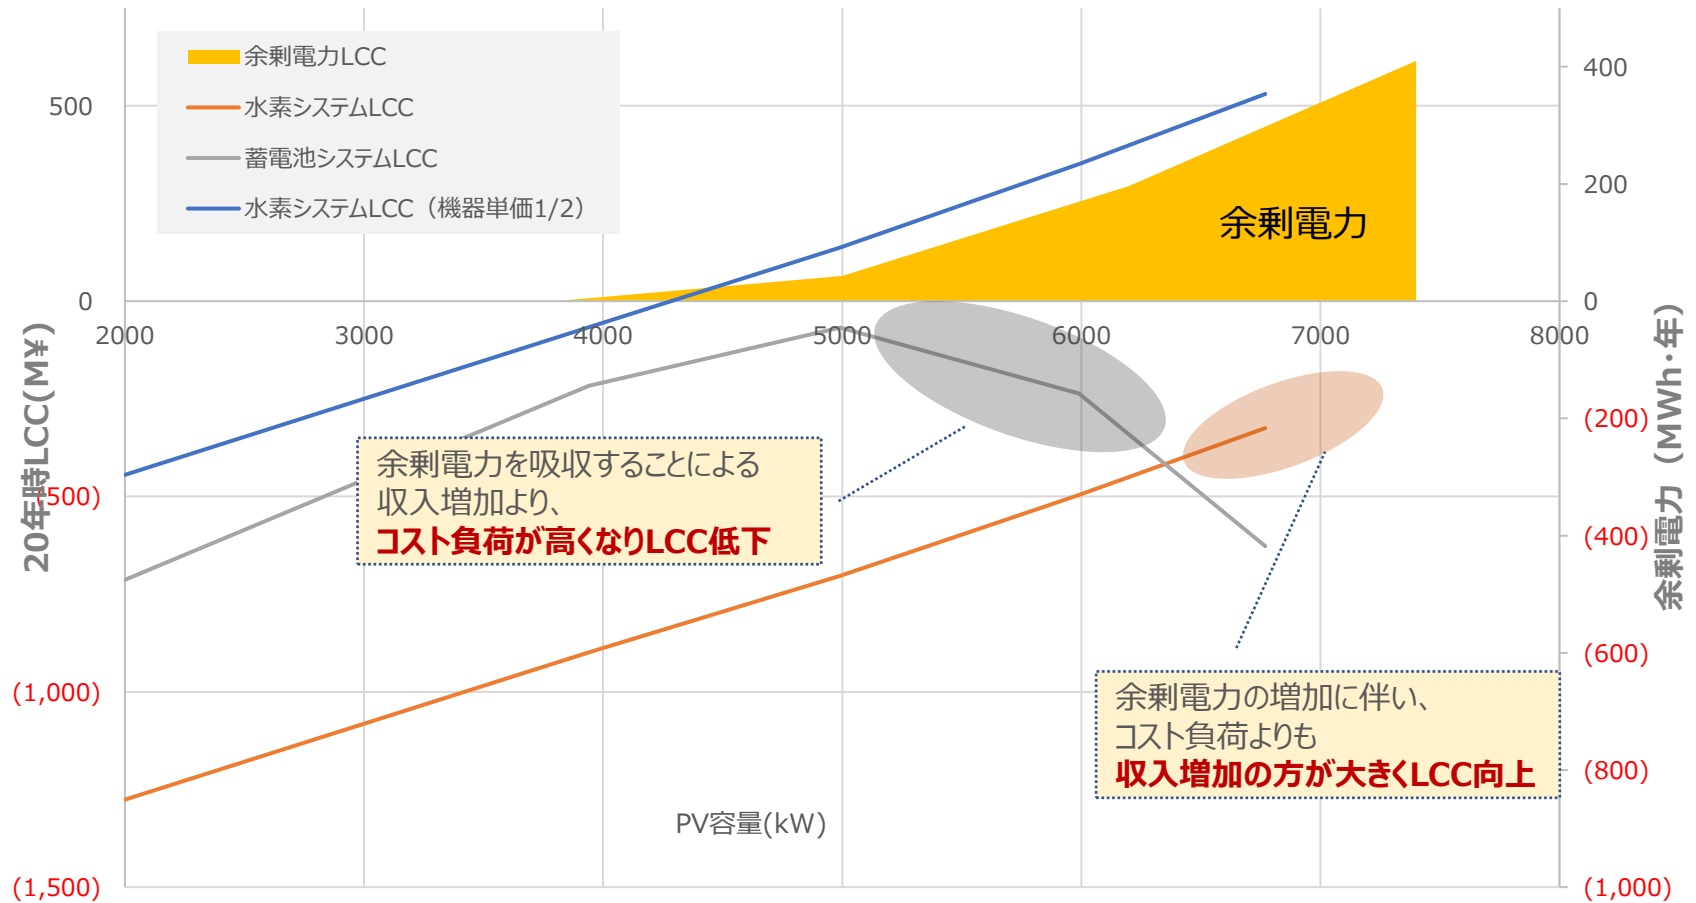 余剰電力LCC
水素システムLCC
蓄電池システムLCC
水素システムLCC（機器単価1/2）
500
0
(500)
(1,000)
(1,500)
20年時LCC(M¥)
2000
3000
4000
5000
6000
7000
8000
PV容量(kW)
400
200
0
(200)
(400)
(600)
(800)
(1,000)
余剰電力（MWh・年）
余剰電力
余剰電力を吸収することによる
収入増加より、
コスト負荷が高くなりLCC低下
余剰電力の増加に伴い、
コスト負荷よりも
収入増加の方が大きくLCC向上